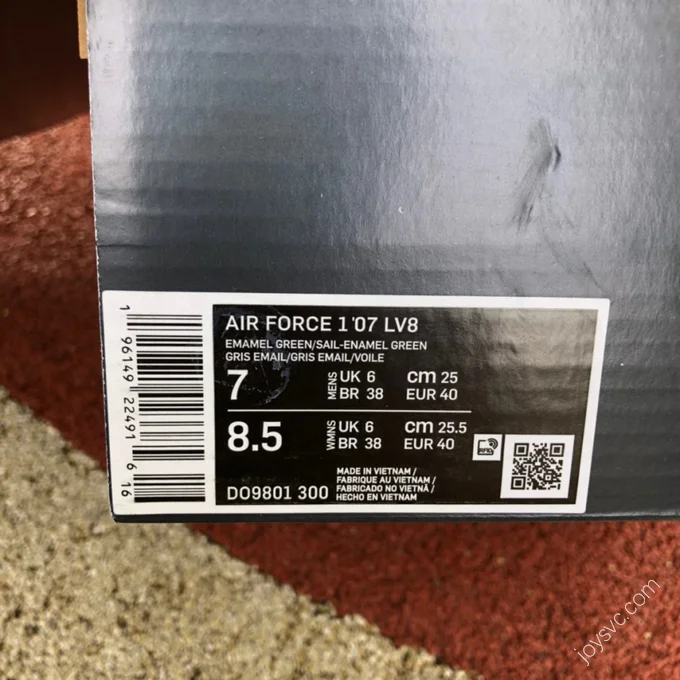 AIR FORCE 1 '07 LV8
EMAMEL GREEN/SAIL-ENAMEL GREEN
GRIS EMAIL/GRIS EMAIL/VOILE
7 MENS UK 6 cm 25
BR 38 EUR 40
8.5 WMNS UK 6 cm 25.5
BR 38 EUR 40
RFID
MADE IN VIETNAM /
FABRIQUE AU VIETNAM /
FABRICADO NO VIETNÃ /
HECHO EN VIETNAM
DO9801 300
1 96149 22491 6 16
joysvc.com